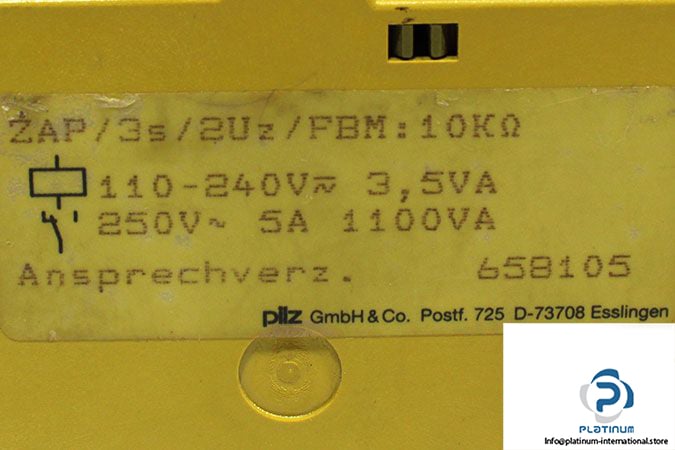 ZAP/3s/2Uz/FBM:10KΩ
110-240V≂ 3,5VA
250V~ 5A 1100VA
Ansprechverz. 658105
pilz GmbH & Co. Postf. 725 D-73708 Esslingen
PLATINUM
Info@platinum-international.store